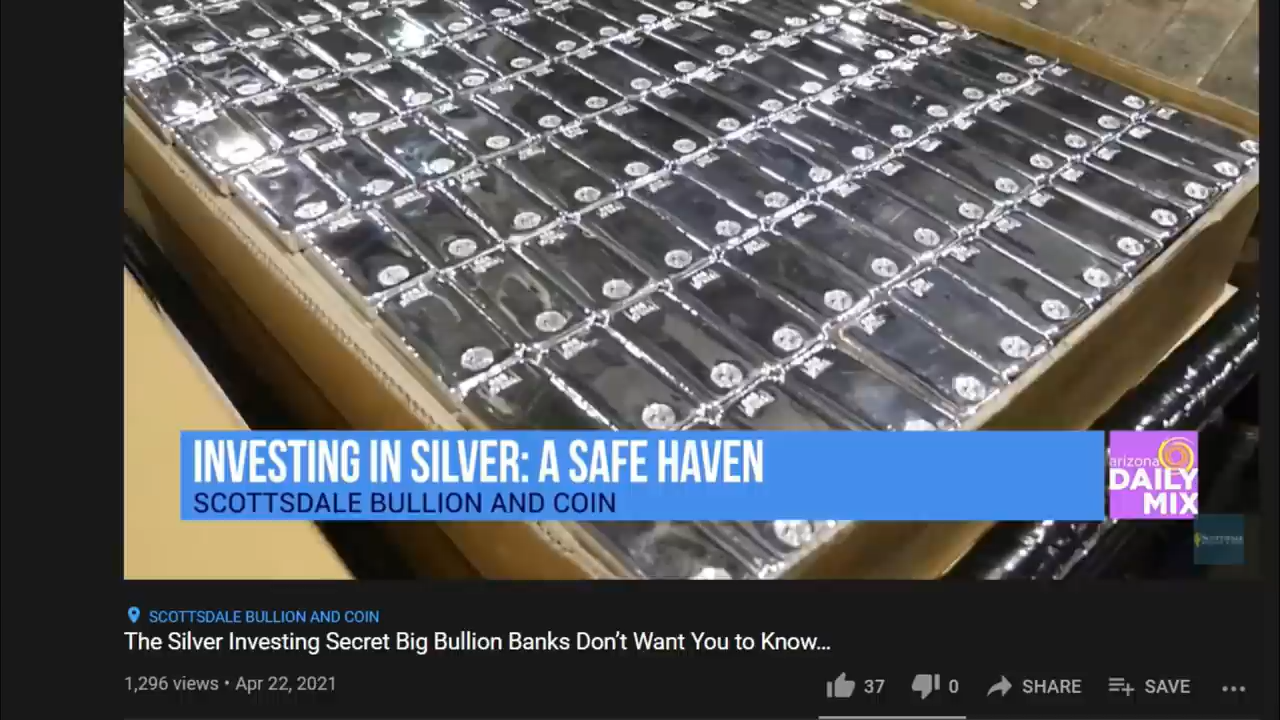 INVESTING IN SILVER: A SAFE HAVEN
SCOTTSDALE BULLION AND COIN
arizona
DAILY
MIX
SCOTTSDALE
SCOTTSDALE BULLION AND COIN
The Silver Investing Secret Big Bullion Banks Don't Want You to Know...
1,296 views • Apr 22, 2021
37
0
SHARE
SAVE